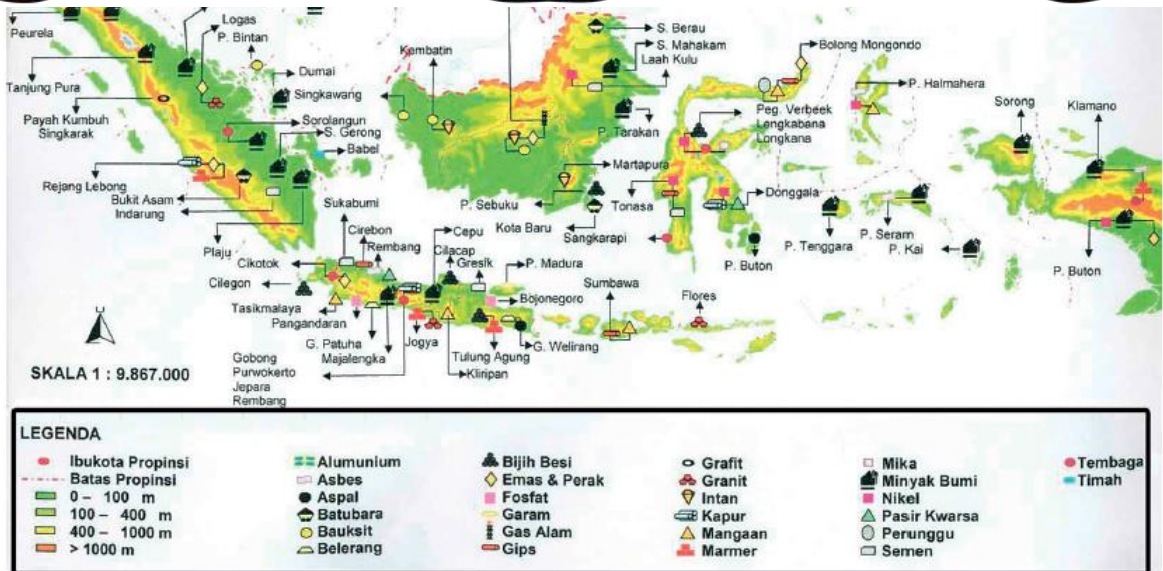 Peurela
Logas
P. Bintan
Tanjung Pura
Dumai
Singkawang
Kembatin
S. Berau
S. Mahakam
Laah Kulu
Bolong Mongondo
P. Halmahera
Sorong
Klamano
Payah Kumbuh
Singkarak
Sorolangun
S. Gerong
Babel
P. Tarakan
Peg. Verbeek
Lengkabana
Longkana
Rejang Lebong
Bukit Asam
Indarung
Martapura
Tonasa
Donggala
Plaju
Sukabumi
P. Sebuku
Kota Baru
Sangkarapi
P. Buton
P. Tenggara
P. Seram
P. Kai
P. Buton
Cikotok
Cirebon
Rembang
Cepu
Cilacap
Gresik
P. Madura
Cilegon
Tasikmalaya
Pangandaran
Bojonegoro
Sumbawa
Flores
G. Patuha
Majalengka
Jogya
Tulung Agung
G. Welirang
Kliripan
Gobong
Purwokerto
Jepara
Rembang
SKALA 1 : 9.867.000
LEGENDA
Ibukota Propinsi
Batas Propinsi
0 – 100 m
100 – 400 m
400 – 1000 m
> 1000 m
Alumunium
Asbes
Aspal
Batubara
Bauksit
Belerang
Bijih Besi
Emas & Perak
Fosfat
Garam
Gas Alam
Gips
Grafit
Granit
Intan
Kapur
Mangaan
Marmer
Mika
Minyak Bumi
Nikel
Pasir Kwarsa
Perunggu
Semen
Tembaga
Timah